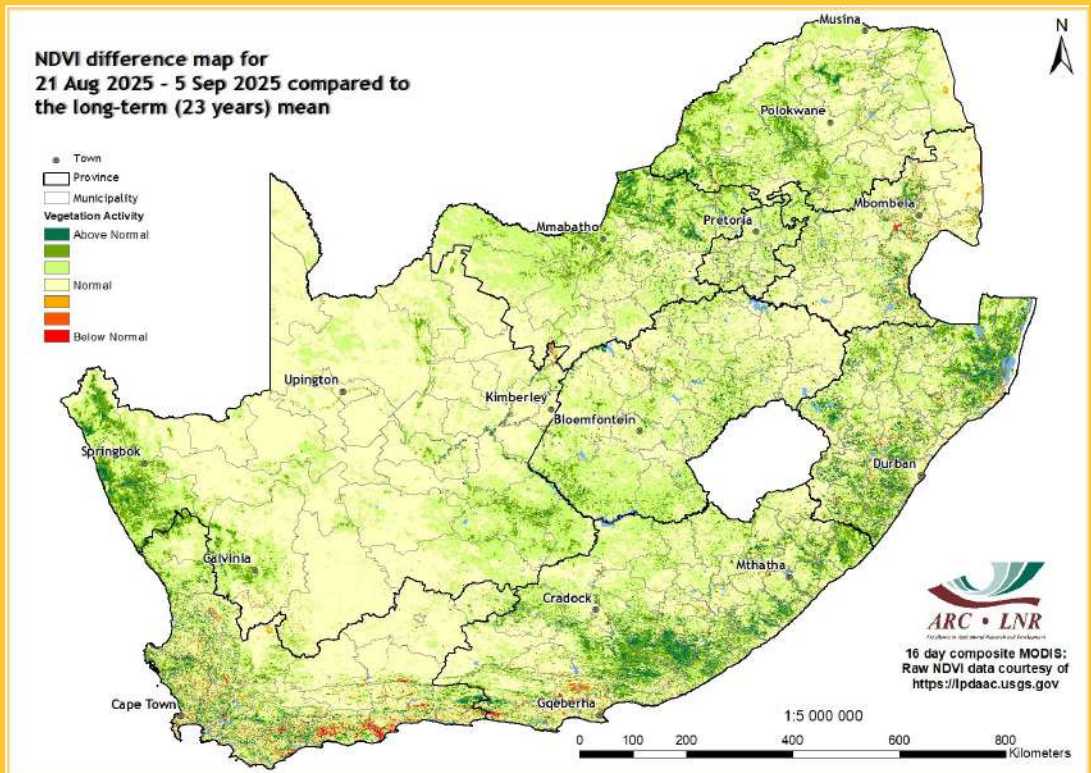 NDVI difference map for
21 Aug 2025 - 5 Sep 2025 compared to
the long-term (23 years) mean
N
Town
Province
Municipality
Vegetation Activity
Above Normal
Normal
Below Normal
Musina
Polokwane
Mbombela
Pretoria
Mmabatho
Upington
Kimberley
Bloemfontein
Springbok
Durban
Calvinia
Mthatha
Cradock
Cape Town
Gqeberha
ARC • LNR
16 day composite MODIS:
Raw NDVI data courtesy of
https://lpdaac.usgs.gov
1:5 000 000
0 100 200 400 600 800
Kilometers